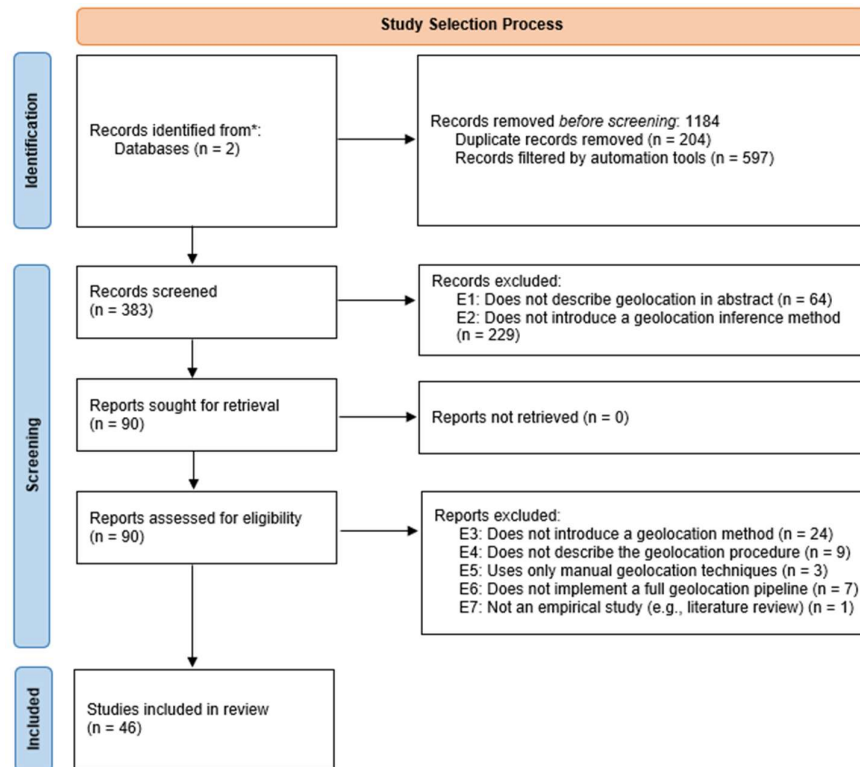 Study Selection Process
Identification
Records identified from*:
Databases (n = 2)
Records removed before screening: 1184
Duplicate records removed (n = 204)
Records filtered by automation tools (n = 597)
Screening
Records screened
(n = 383)
Records excluded:
E1: Does not describe geolocation in abstract (n = 64)
E2: Does not introduce a geolocation inference method
(n = 229)
Reports sought for retrieval
(n = 90)
Reports not retrieved (n = 0)
Reports assessed for eligibility
(n = 90)
Reports excluded:
E3: Does not introduce a geolocation method (n = 24)
E4: Does not describe the geolocation procedure (n = 9)
E5: Uses only manual geolocation techniques (n = 3)
E6: Does not implement a full geolocation pipeline (n = 7)
E7: Not an empirical study (e.g., literature review) (n = 1)
Included
Studies included in review
(n = 46)